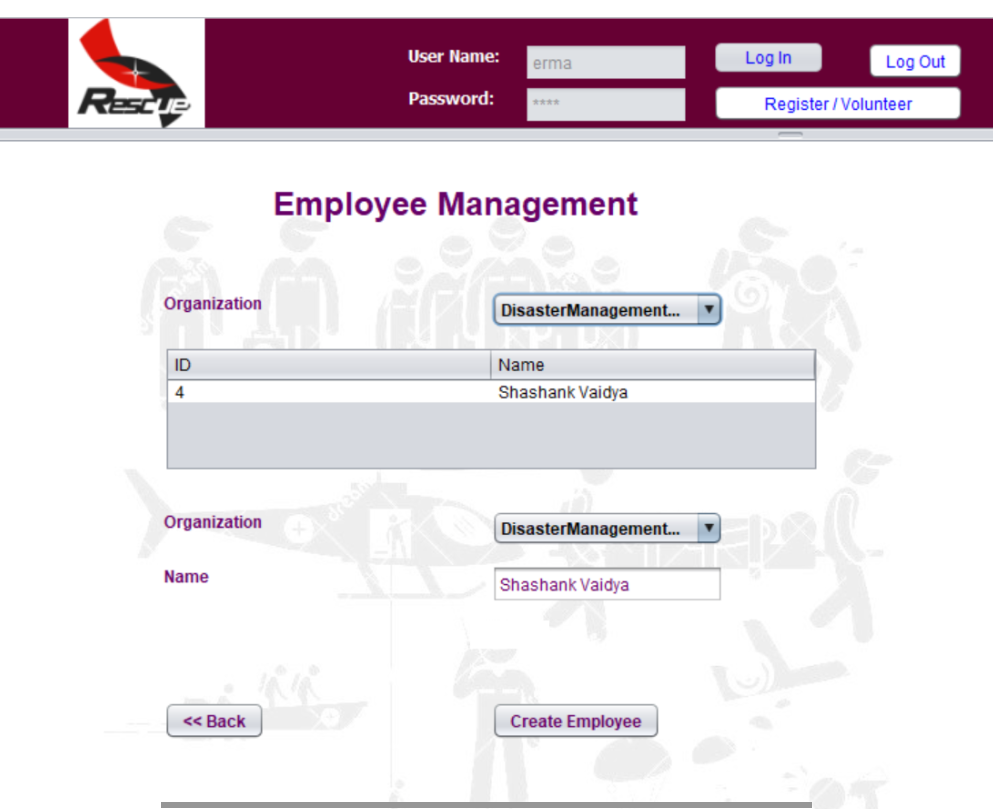 RESCUE
User Name:
erma
Log In
Log Out
Password:
****
Register / Volunteer
Employee Management
Organization
DisasterManagement...
ID
Name
4
Shashank Vaidya
Organization
DisasterManagement...
Name
Shashank Vaidya
<< Back
Create Employee